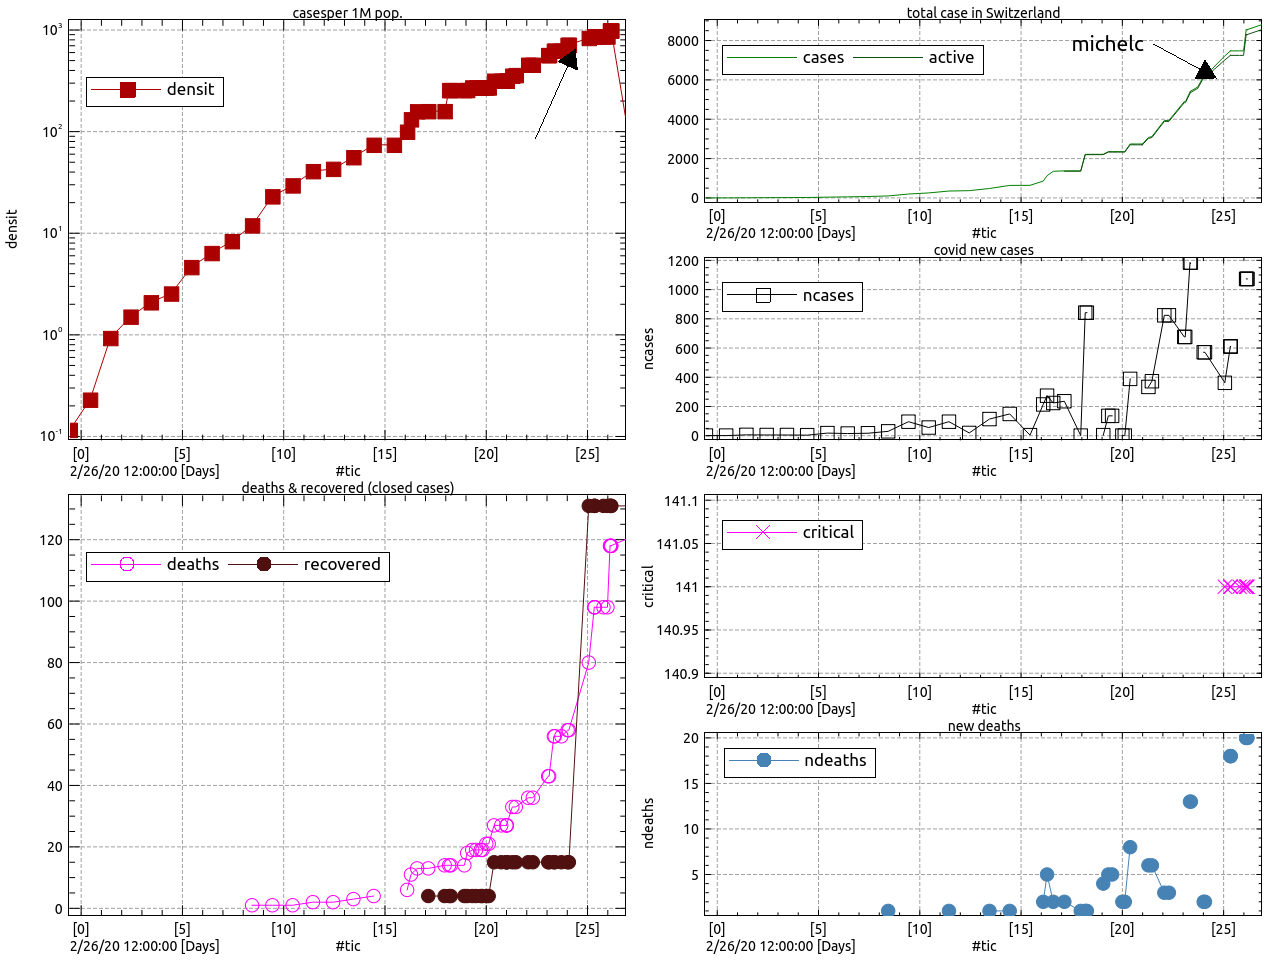 casesper 1M pop.
10³
10²
10¹
10⁰
10⁻¹
densit
densit
[0] [5] [10] [15] [20] [25]
2/26/20 12:00:00 [Days] #tic
total case in Switzerland
8000
6000
4000
2000
0
cases active
michelc
[0] [5] [10] [15] [20] [25]
2/26/20 12:00:00 [Days] #tic
covid new cases
1200
1000
800
600
400
200
0
ncases
ncases
[0] [5] [10] [15] [20] [25]
2/26/20 12:00:00 [Days] #tic
deaths & recovered (closed cases)
120
100
80
60
40
20
0
deaths recovered
[0] [5] [10] [15] [20] [25]
2/26/20 12:00:00 [Days] #tic
141.1
141.05
141
140.95
140.9
critical
critical
[0] [5] [10] [15] [20] [25]
2/26/20 12:00:00 [Days] #tic
new deaths
20
15
10
5
ndeaths
ndeaths
[0] [5] [10] [15] [20] [25]
2/26/20 12:00:00 [Days] #tic